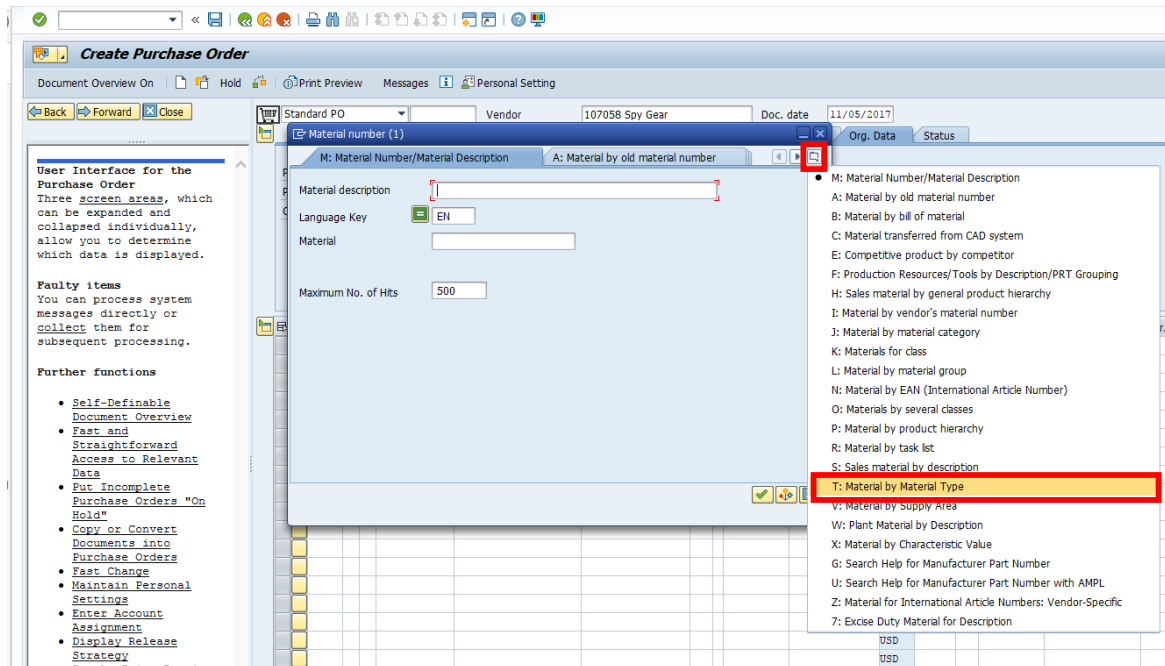 Create Purchase Order
Document Overview On Hold Print Preview Messages Personal Setting
Back Forward Close
Standard PO Vendor 107058 Spy Gear Doc. date 11/05/2017
Org. Data Status
User Interface for the
Purchase Order
Three screen areas, which
can be expanded and
collapsed individually,
allow you to determine
which data is displayed.
Faulty items
You can process system
messages directly or
collect them for
subsequent processing.
Further functions
Self-Definable
Document Overview
Fast and
Straightforward
Access to Relevant
Data
Put Incomplete
Purchase Orders "On
Hold"
Copy or Convert
Documents into
Purchase Orders
Fast Change
Maintain Personal
Settings
Enter Account
Assignment
Display Release
Strategy
Material number (1)
M: Material Number/Material Description A: Material by old material number
Material description
Language Key = EN
Material
Maximum No. of Hits 500
M: Material Number/Material Description
A: Material by old material number
B: Material by bill of material
C: Material transferred from CAD system
E: Competitive product by competitor
F: Production Resources/Tools by Description/PRT Grouping
H: Sales material by general product hierarchy
I: Material by vendor's material number
J: Material by material category
K: Materials for class
L: Material by material group
N: Material by EAN (International Article Number)
O: Materials by several classes
P: Material by product hierarchy
R: Material by task list
S: Sales material by description
T: Material by Material Type
V: Material by Supply Area
W: Plant Material by Description
X: Material by Characteristic Value
G: Search Help for Manufacturer Part Number
U: Search Help for Manufacturer Part Number with AMPL
Z: Material for International Article Numbers: Vendor-Specific
7: Excise Duty Material for Description
USD
USD